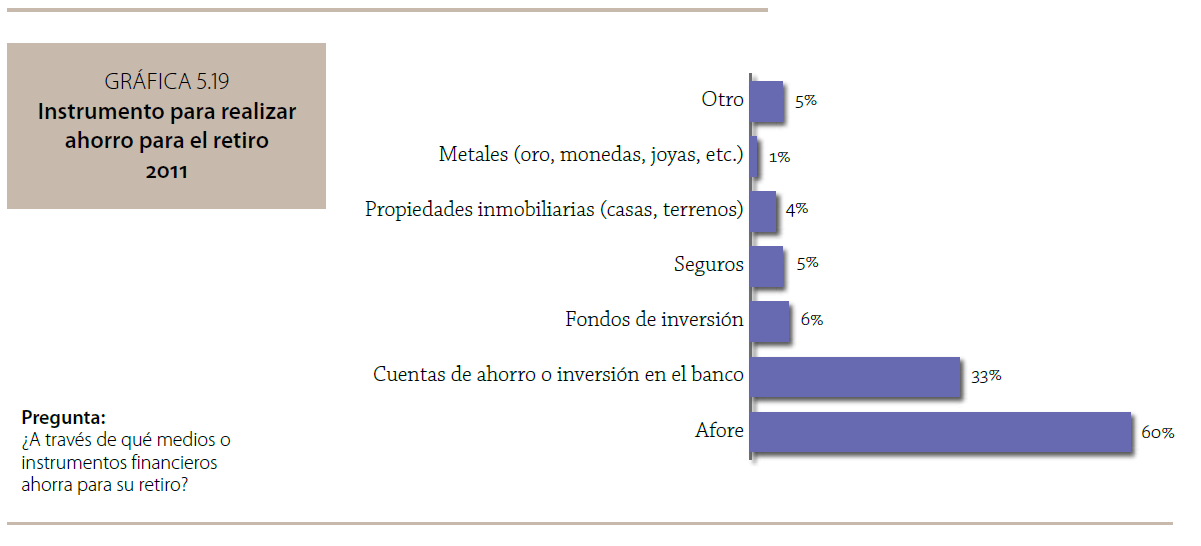 GRÁFICA 5.19
Instrumento para realizar
ahorro para el retiro
2011
Otro 5%
Metales (oro, monedas, joyas, etc.) 1%
Propiedades inmobiliarias (casas, terrenos) 4%
Seguros 5%
Fondos de inversión 6%
Cuentas de ahorro o inversión en el banco 33%
Afore 60%
Pregunta:
¿A través de qué medios o
instrumentos financieros
ahorra para su retiro?